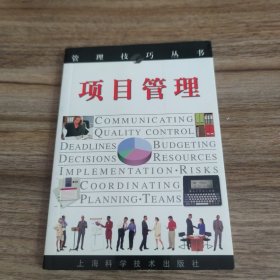 管理技巧丛书
项目管理
COMMUNICATING
QUALITY CONTROL
DEADLINES BUDGETING
DECISIONS RESOURCES
IMPLEMENTATION•RISKS
COORDINATING
PLANNING•TEAMS
上海科学技术出版社